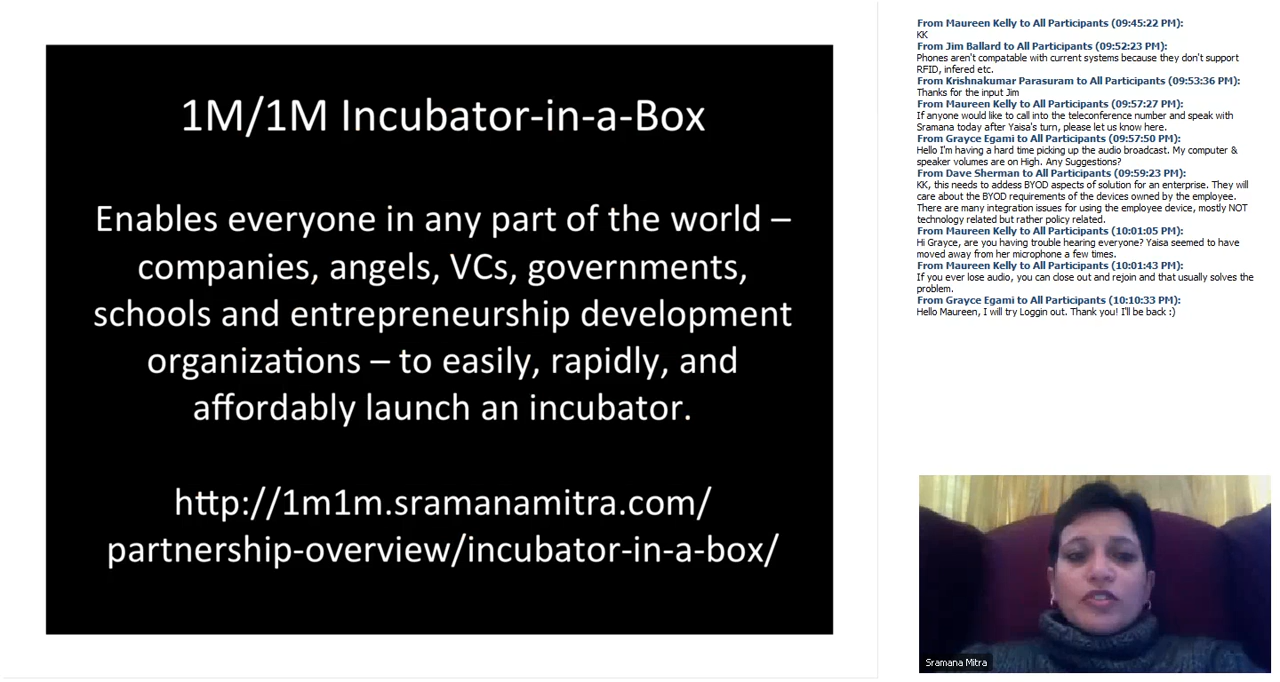 1M/1M Incubator-in-a-Box
Enables everyone in any part of the world –
companies, angels, VCs, governments,
schools and entrepreneurship development
organizations – to easily, rapidly, and
affordably launch an incubator.
http://1m1m.sramanamitra.com/
partnership-overview/incubator-in-a-box/
From Maureen Kelly to All Participants (09:45:22 PM):
KK
From Jim Ballard to All Participants (09:52:23 PM):
Phones aren't compatable with current systems because they don't support
RFID, infered etc.
From Krishnakumar Parasuram to All Participants (09:53:36 PM):
Thanks for the input Jim
From Maureen Kelly to All Participants (09:57:27 PM):
If anyone would like to call into the teleconference number and speak with
Sramana today after Yaisa's turn, please let us know here.
From Grayce Egami to All Participants (09:57:50 PM):
Hello I'm having a hard time picking up the audio broadcast. My computer &
speaker volumes are on High. Any Suggestions?
From Dave Sherman to All Participants (09:59:23 PM):
KK, this needs to addess BYOD aspects of solution for an enterprise. They will
care about the BYOD requirements of the devices owned by the employee.
There are many integration issues for using the employee device, mostly NOT
technology related but rather policy related.
From Maureen Kelly to All Participants (10:01:05 PM):
Hi Grayce, are you having trouble hearing everyone? Yaisa seemed to have
moved away from her microphone a few times.
From Maureen Kelly to All Participants (10:01:43 PM):
If you ever lose audio, you can close out and rejoin and that usually solves the
problem.
From Grayce Egami to All Participants (10:10:33 PM):
Hello Maureen, I will try Loggin out. Thank you! I'll be back :)
Sramana Mitra